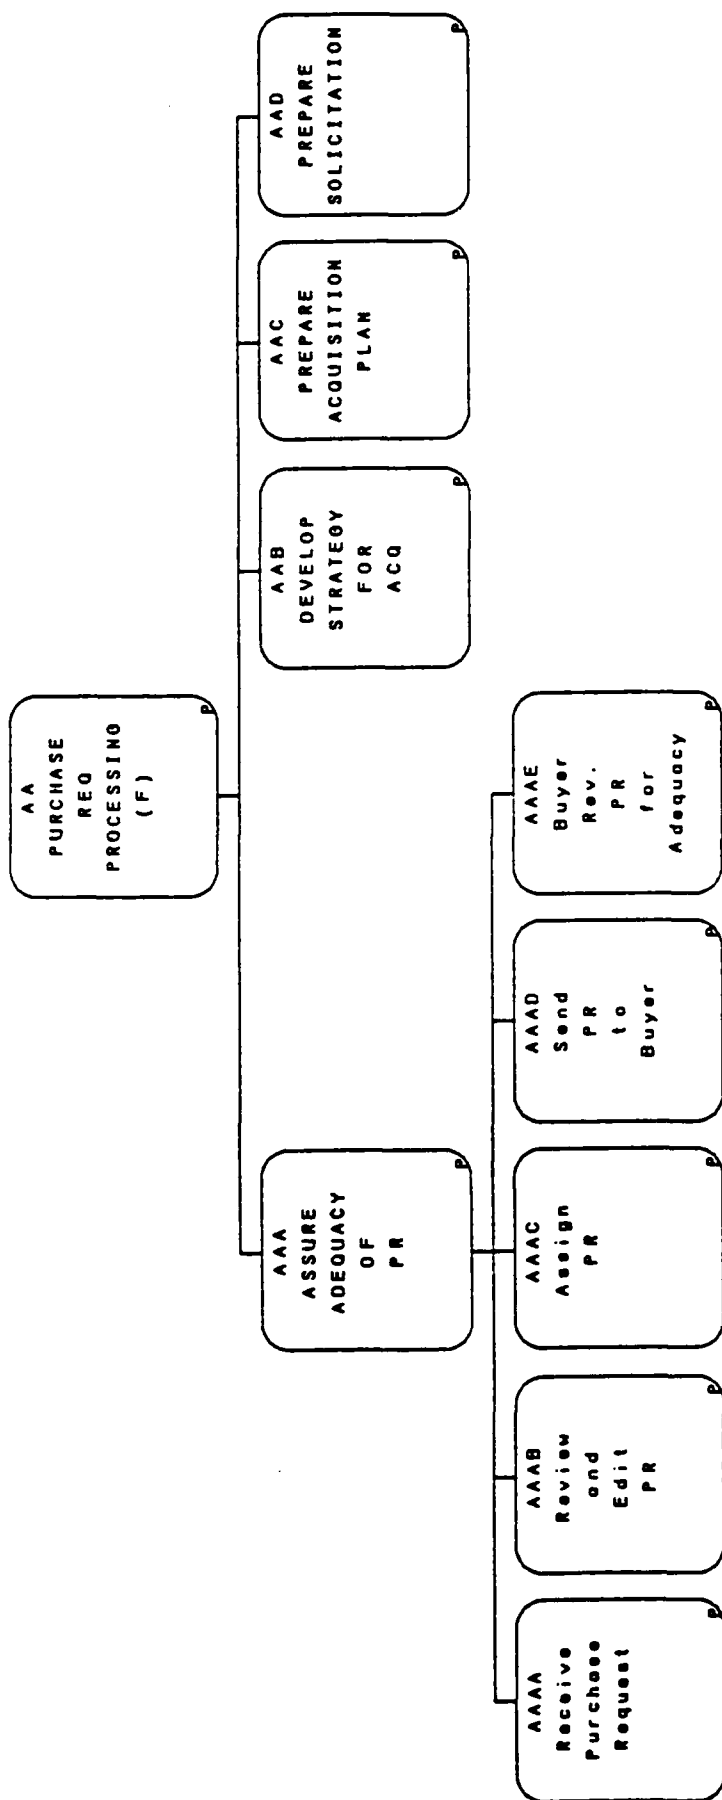 AA
PURCHASE
REQ
PROCESSING
(F)
P
AAA
ASSURE
ADEQUACY
OF
PR
P
AAB
DEVELOP
STRATEGY
FOR
ACQ
P
AAC
PREPARE
ACQUISITION
PLAN
P
AAD
PREPARE
SOLICITATION
P
AAAA
Receive
Purchase
Request
P
AAAB
Review
and
Edit
PR
P
AAAC
Assign
PR
P
AAAD
Send
PR
to
Buyer
P
AAAE
Buyer
Rev.
PR
for
Adequacy
P